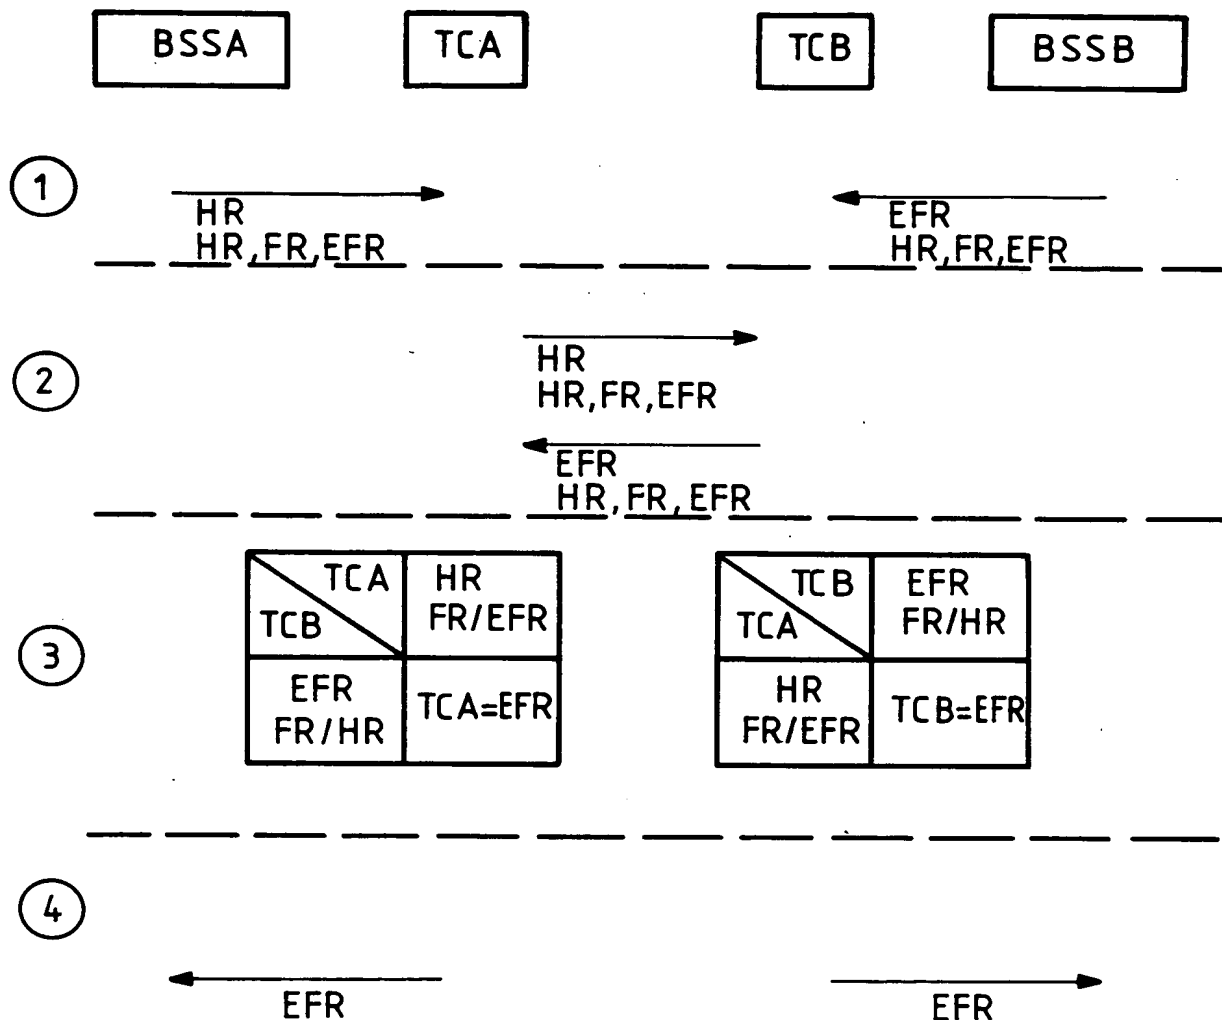 BSSA
TCA
TCB
BSSB
1
HR
HR,FR,EFR
EFR
HR,FR,EFR
2
HR
HR,FR,EFR
EFR
HR,FR,EFR
3
TCA
TCB
HR
FR/EFR
EFR
FR/HR
TCA=EFR
TCB
TCA
EFR
FR/HR
HR
FR/EFR
TCB=EFR
4
EFR
EFR